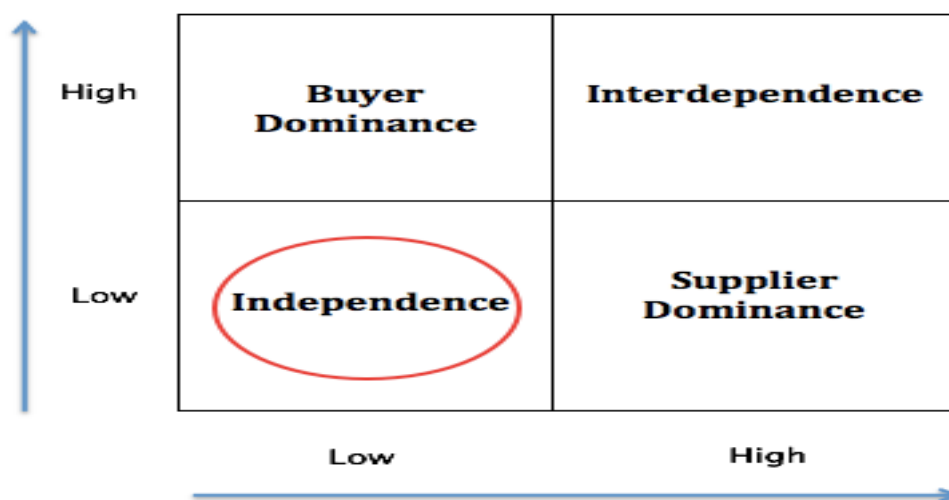 High
Buyer
Dominance
Interdependence
Low
Independence
Supplier
Dominance
Low
High